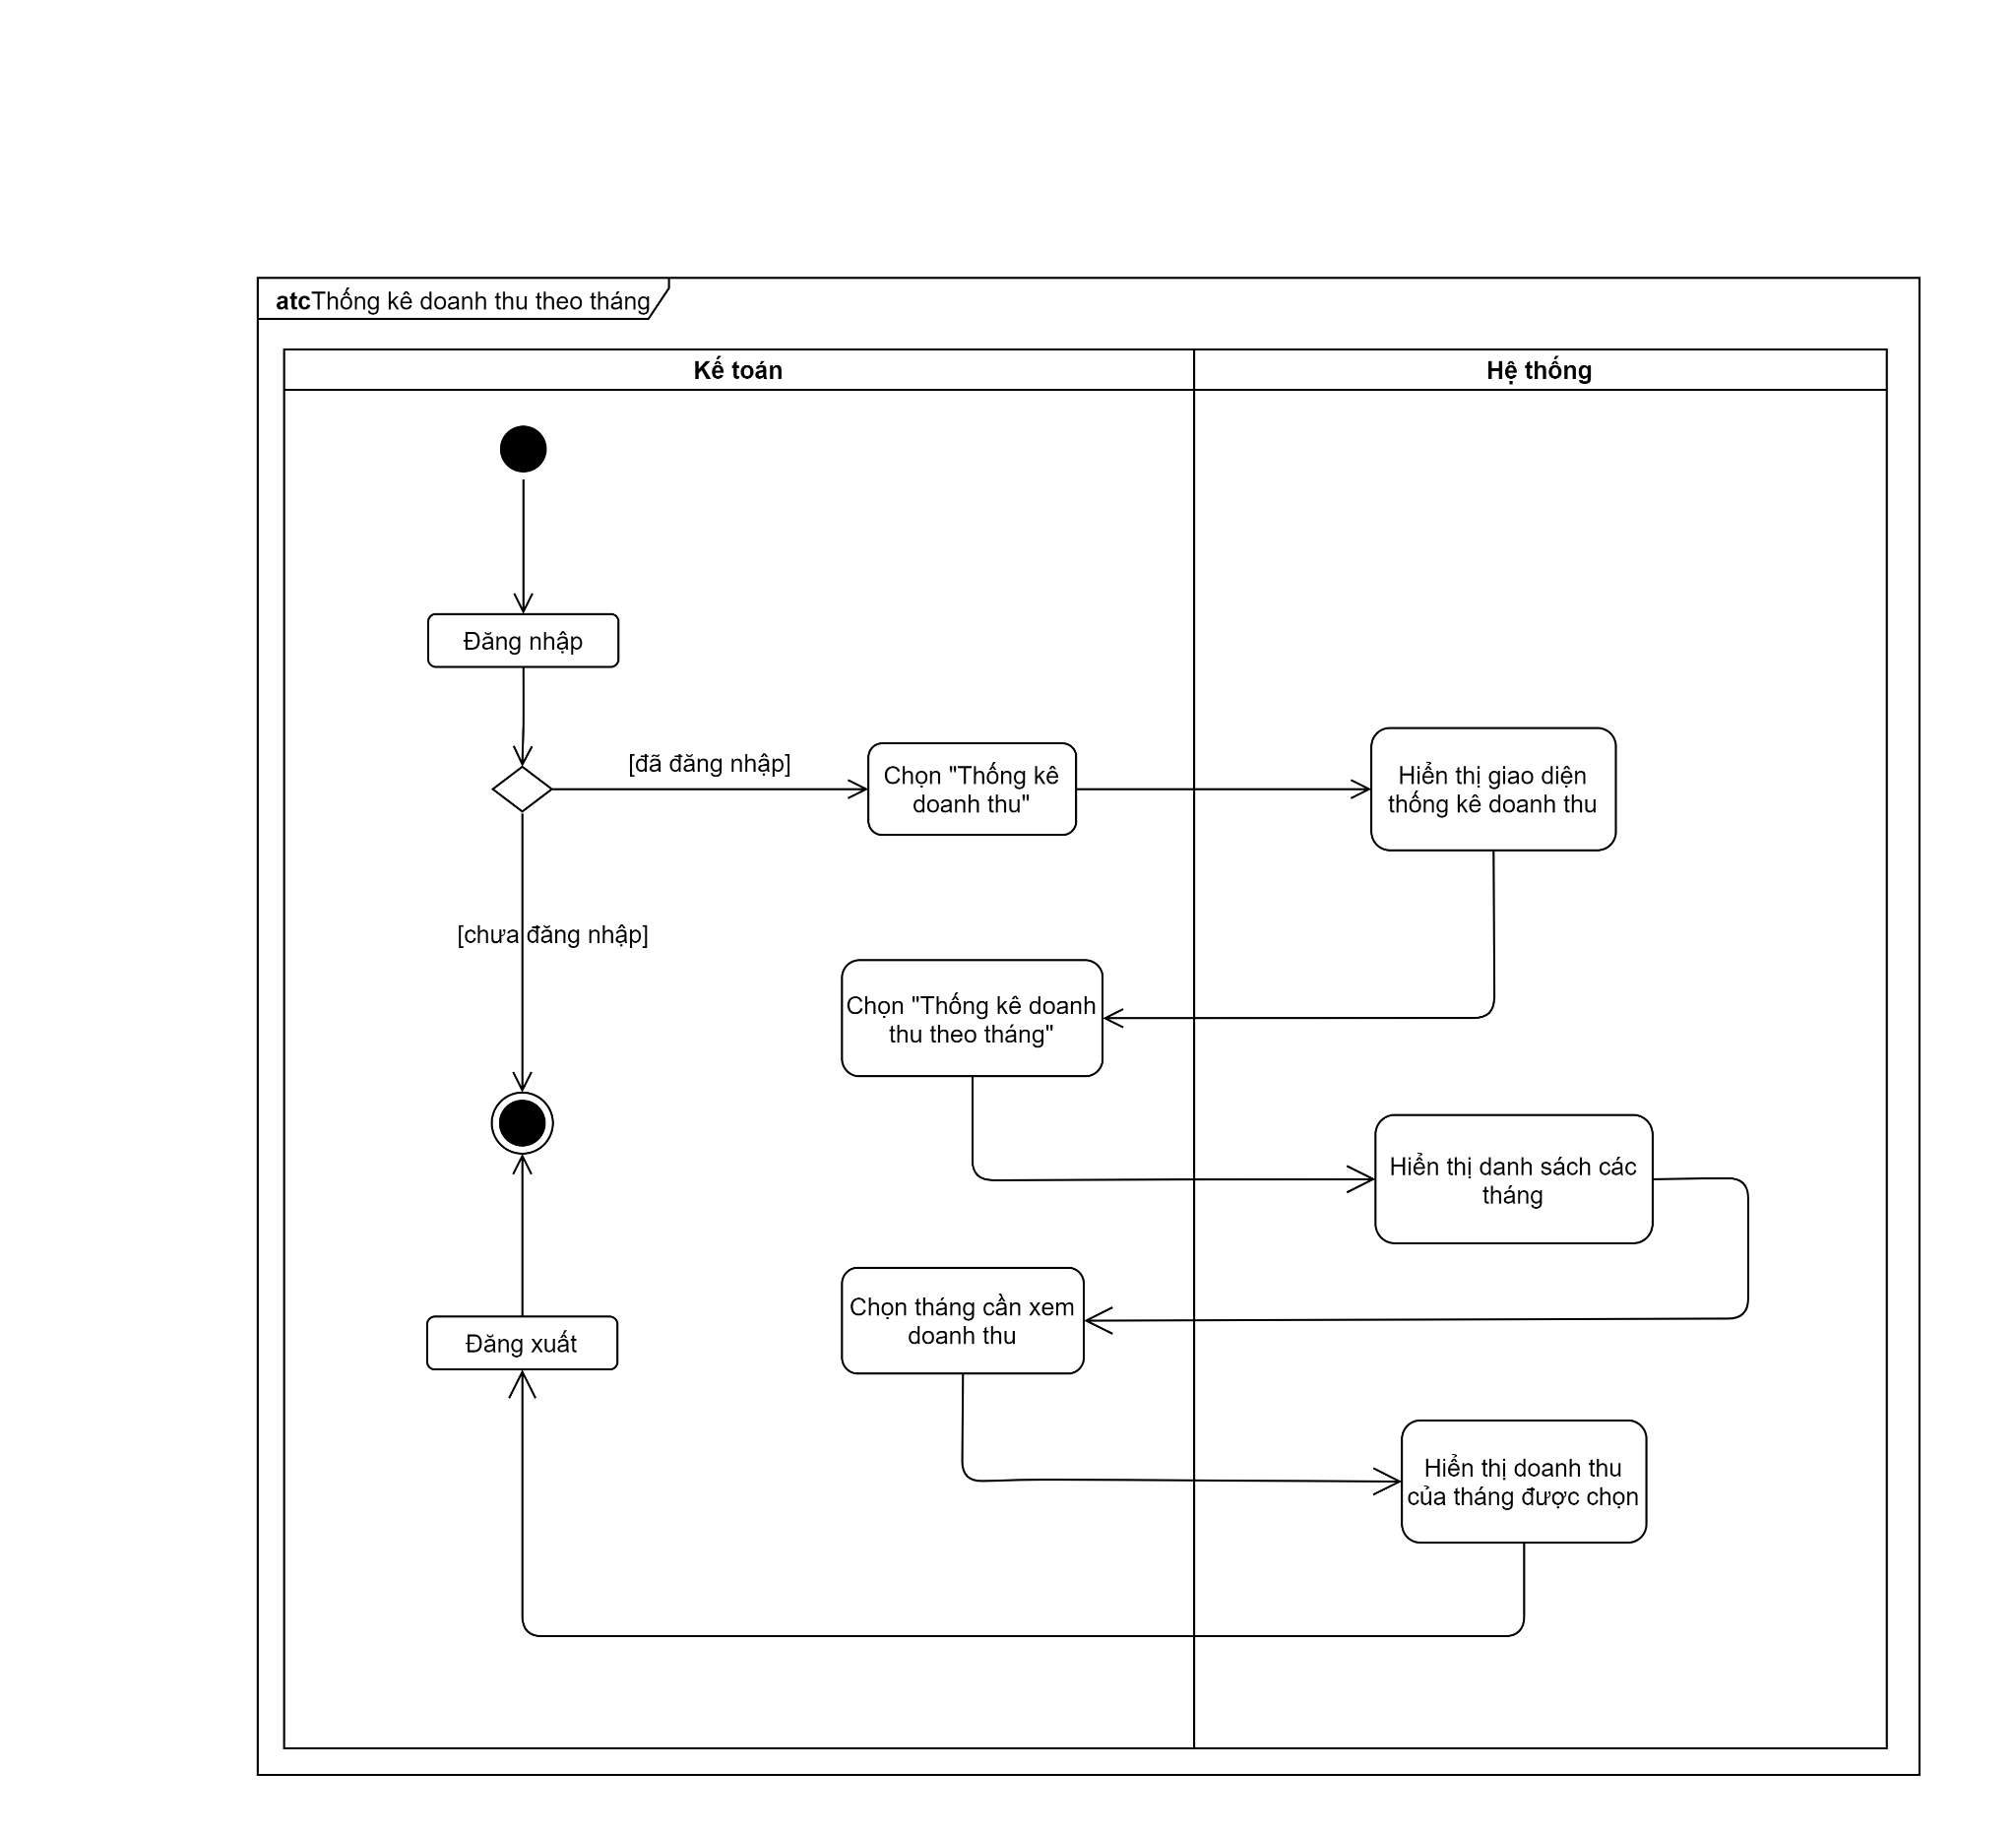 atcThống kê doanh thu theo tháng
Kế toán
Hệ thống
Đăng nhập
[đã đăng nhập]
Chọn "Thống kê
doanh thu"
Hiển thị giao diện
thống kê doanh thu
[chưa đăng nhập]
Chọn "Thống kê doanh
thu theo tháng"
Hiển thị danh sách các
tháng
Chọn tháng cần xem
doanh thu
Đăng xuất
Hiển thị doanh thu
của tháng được chọn